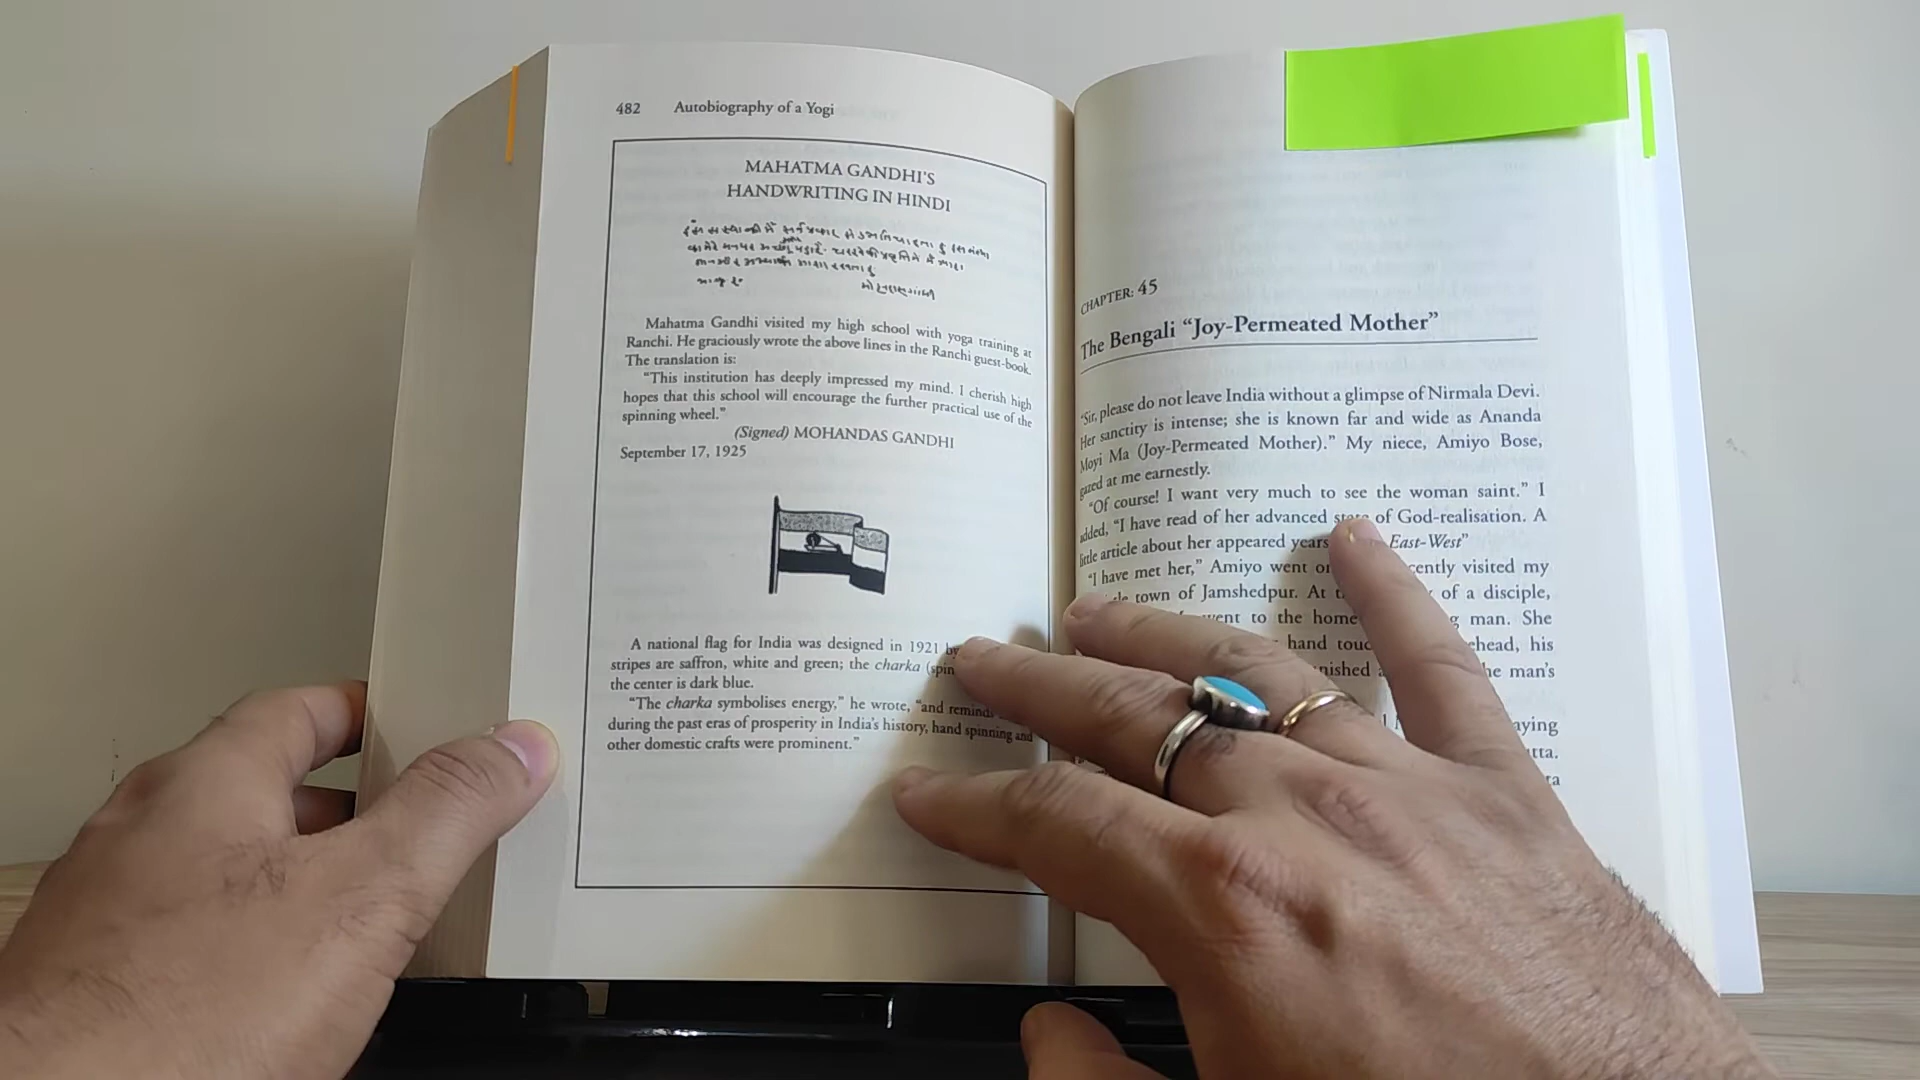 482 Autobiography of a Yogi
MAHATMA GANDHI'S
HANDWRITING IN HINDI
Mahatma Gandhi visited my high school with yoga training at
Ranchi. He graciously wrote the above lines in the Ranchi guest-book.
The translation is:
"This institution has deeply impressed my mind. I cherish high
hopes that this school will encourage the further practical use of the
spinning wheel."
(Signed) MOHANDAS GANDHI
September 17, 1925
A national flag for India was designed in 1921 by
stripes are saffron, white and green; the charka (spin
the center is dark blue.
"The charka symbolises energy," he wrote, "and reminds
during the past eras of prosperity in India's history, hand spinning and
other domestic crafts were prominent."
CHAPTER: 45
The Bengali "Joy-Permeated Mother"
"Sir, please do not leave India without a glimpse of Nirmala Devi.
Her sanctity is intense; she is known far and wide as Ananda
Moyi Ma (Joy-Permeated Mother)." My niece, Amiyo Bose,
gazed at me earnestly.
"Of course! I want very much to see the woman saint." I
added, "I have read of her advanced state of God-realisation. A
little article about her appeared years East-West"
"I have met her," Amiyo went on cently visited my
town of Jamshedpur. At of a disciple,
went to the home man. She
hand touc ehead, his
nished he man's
aying
tta.
ta